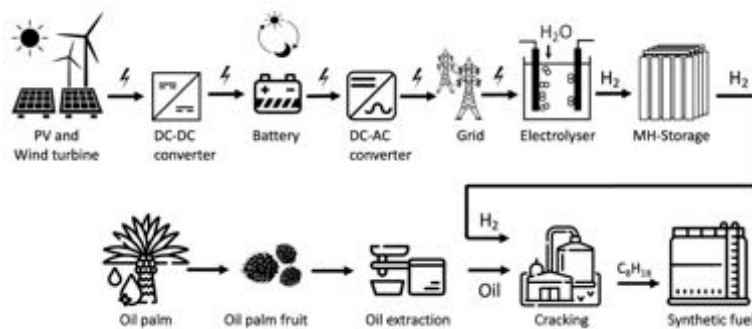 H₂O
H₂
H₂
PV and
Wind turbine
DC-DC
converter
Battery
DC-AC
converter
Grid
Electrolyser
MH-Storage
H₂
Oil
C₈H₁₈
Oil palm
Oil palm fruit
Oil extraction
Cracking
Synthetic fuel